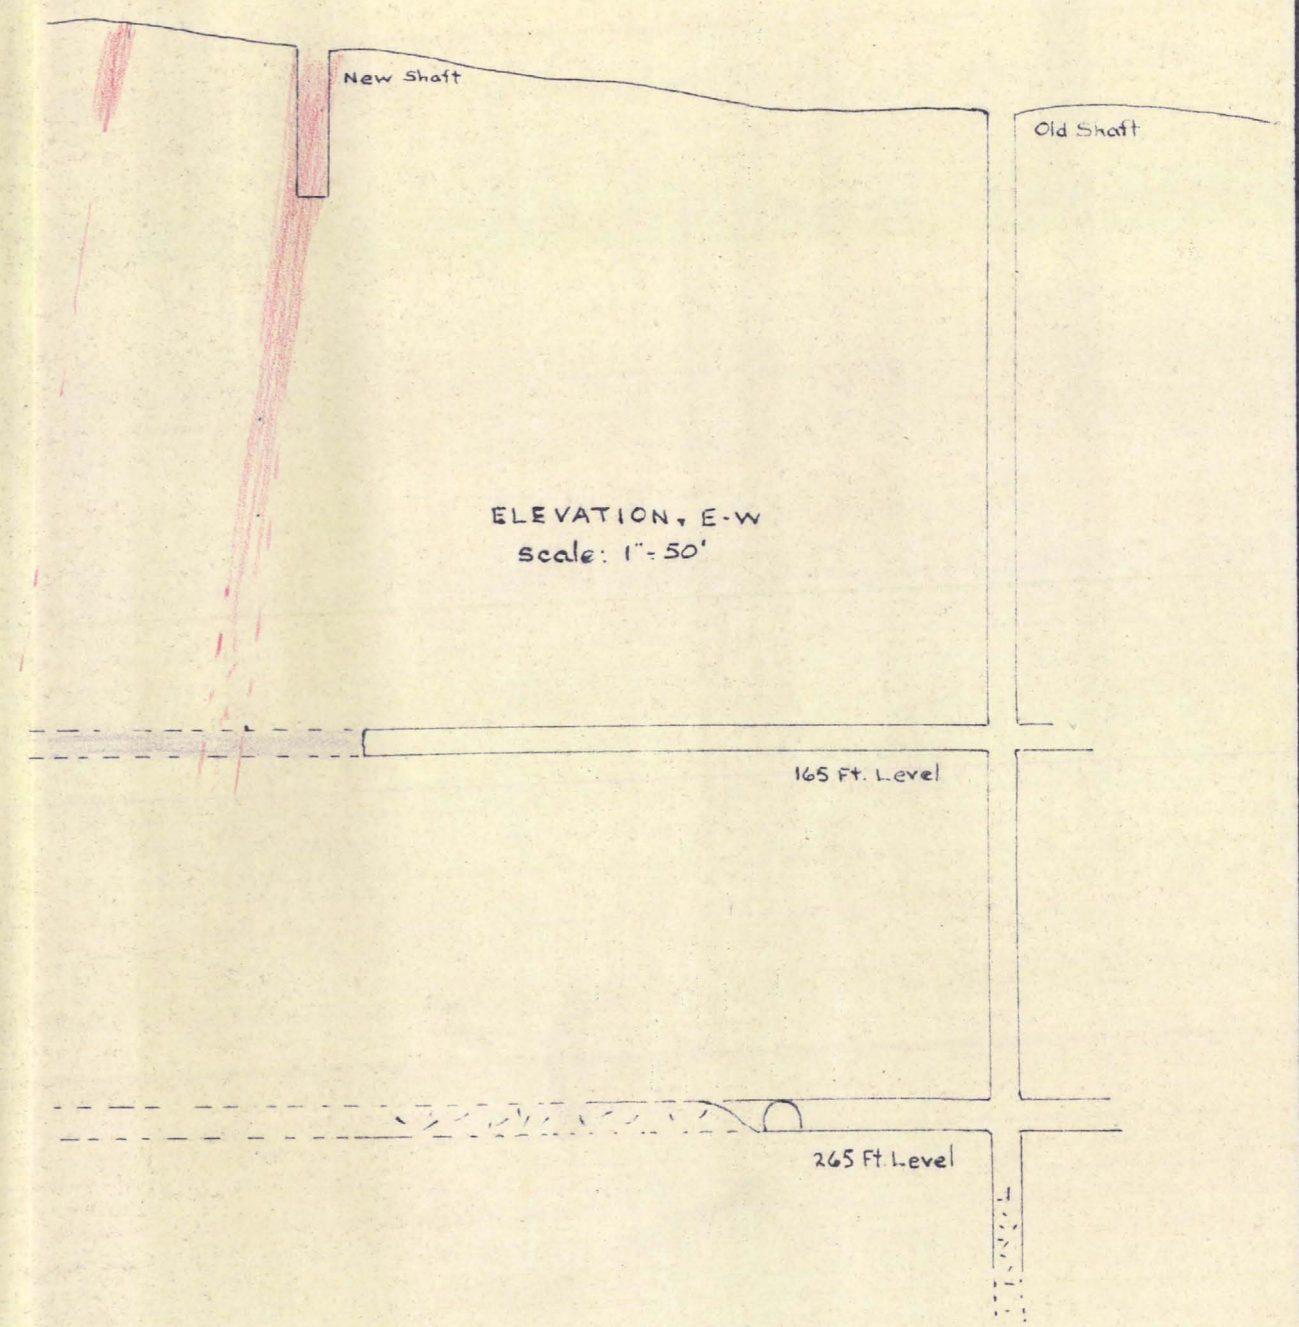 New Shaft
Old Shaft
ELEVATION, E-W
scale: 1"=50'
165 Ft. Level
265 Ft. Level